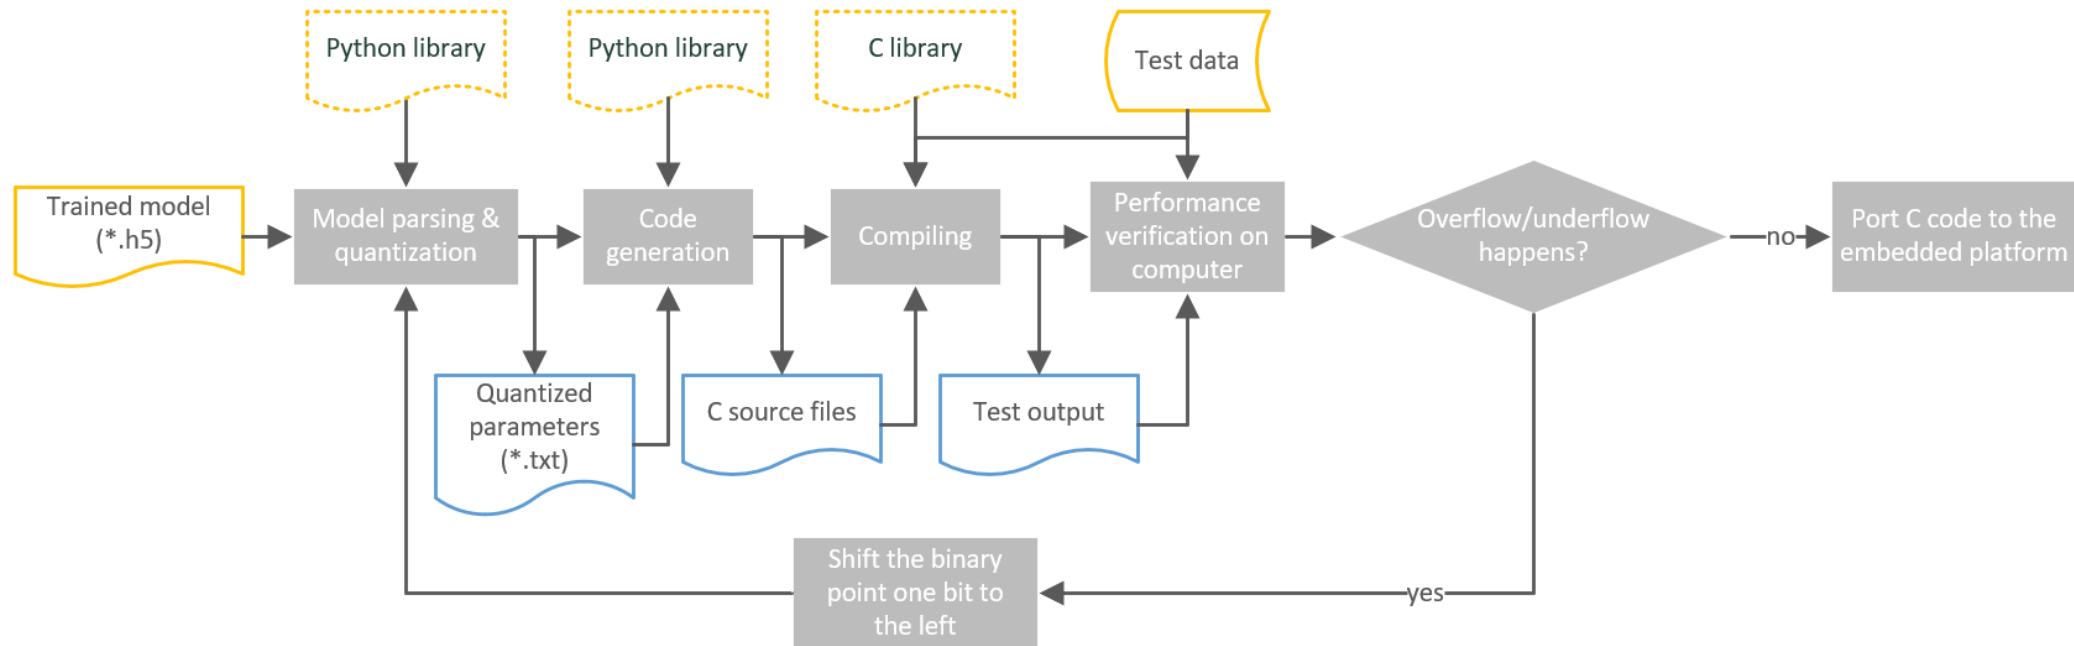 Python library
Python library
C library
Test data
Trained model
(*.h5)
Model parsing &
quantization
Code
generation
Compiling
Performance
verification on
computer
Overflow/underflow
happens?
no
Port C code to the
embedded platform
Quantized
parameters
(*.txt)
C source files
Test output
Shift the binary
point one bit to
the left
yes